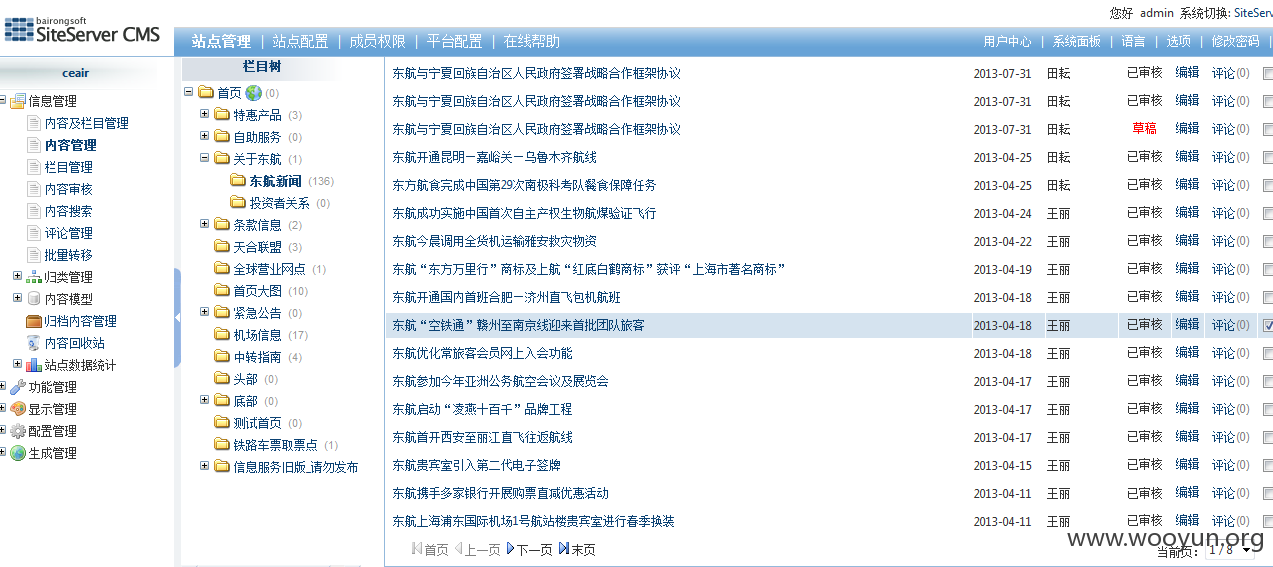 bairongsoft
SiteServer CMS
您好 admin 系统切换: SiteServ
站点管理 | 站点配置 | 成员权限 | 平台配置 | 在线帮助
用户中心 | 系统面板 | 语言 | 选项 | 修改密码 |
ceair
信息管理
内容及栏目管理
内容管理
栏目管理
内容审核
内容搜索
评论管理
批量转移
归类管理
内容模型
归档内容管理
内容回收站
站点数据统计
功能管理
显示管理
配置管理
生成管理
栏目树
首页 (0)
特惠产品 (3)
自助服务 (0)
关于东航 (1)
东航新闻 (136)
投资者关系 (0)
条款信息 (2)
天合联盟 (3)
全球营业网点 (1)
首页大图 (10)
紧急公告 (0)
机场信息 (17)
中转指南 (4)
头部 (0)
底部 (0)
测试首页 (0)
铁路车票取票点 (1)
信息服务旧版_请勿发布
东航与宁夏回族自治区人民政府签署战略合作框架协议 2013-07-31 田耘 已审核 编辑 评论(0)
东航与宁夏回族自治区人民政府签署战略合作框架协议 2013-07-31 田耘 已审核 编辑 评论(0)
东航与宁夏回族自治区人民政府签署战略合作框架协议 2013-07-31 田耘 草稿 编辑 评论(0)
东航开通昆明－嘉峪关－乌鲁木齐航线 2013-04-25 田耘 已审核 编辑 评论(0)
东方航食完成中国第29次南极科考队餐食保障任务 2013-04-25 田耘 已审核 编辑 评论(0)
东航成功实施中国首次自主产权生物航煤验证飞行 2013-04-24 王丽 已审核 编辑 评论(0)
东航今晨调用全货机运输雅安救灾物资 2013-04-22 王丽 已审核 编辑 评论(0)
东航“东方万里行”商标及上航“红底白鹤商标”获评“上海市著名商标” 2013-04-19 王丽 已审核 编辑 评论(0)
东航开通国内首班合肥－济州直飞包机航班 2013-04-18 王丽 已审核 编辑 评论(0)
东航“空铁通”赣州至南京线迎来首批团队旅客 2013-04-18 王丽 已审核 编辑 评论(0)
东航优化常旅客会员网上入会功能 2013-04-18 王丽 已审核 编辑 评论(0)
东航参加今年亚洲公务航空会议及展览会 2013-04-17 王丽 已审核 编辑 评论(0)
东航启动“凌燕十百千”品牌工程 2013-04-17 王丽 已审核 编辑 评论(0)
东航首开西安至丽江直飞往返航线 2013-04-17 王丽 已审核 编辑 评论(0)
东航贵宾室引入第二代电子签牌 2013-04-15 王丽 已审核 编辑 评论(0)
东航携手多家银行开展购票直减优惠活动 2013-04-11 王丽 已审核 编辑 评论(0)
东航上海浦东国际机场1号航站楼贵宾室进行春季换装 2013-04-11 王丽 已审核 编辑 评论(0)
首页 上一页 下一页 末页
当前页: 1/8
www.wooyun.org